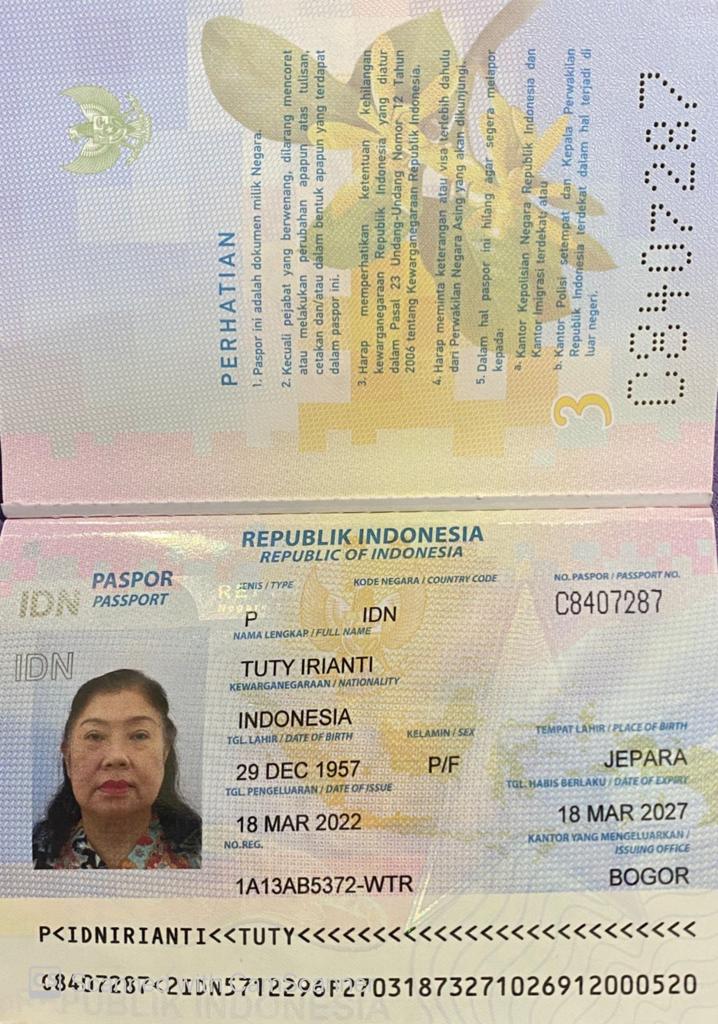 PERHATIAN
1. Paspor ini adalah dokumen milik Negara.
2. Kecuali pejabat yang berwenang, dilarang mencoret
atau melakukan perubahan apapun atas tulisan,
cetakan dan/atau dalam bentuk apapun yang terdapat
dalam paspor ini.
3. Harap memperhatikan ketentuan kehilangan
kewarganegaraan Republik Indonesia yang diatur
dalam Pasal 23 Undang-Undang Nomor 12 Tahun
2006 tentang Kewarganegaraan Republik Indonesia.
4. Harap meminta keterangan atau visa terlebih dahulu
dari Perwakilan Negara Asing yang akan dikunjungi.
5. Dalam hal paspor ini hilang agar segera melapor
kepada:
a. Kantor Kepolisian Negara Republik Indonesia dan
Kantor Imigrasi terdekat; atau
b. Kantor Polisi setempat dan Kepala Perwakilan
Republik Indonesia terdekat dalam hal terjadi di
luar negeri.
3
C8407287
REPUBLIK INDONESIA
REPUBLIC OF INDONESIA
IDN
PASPOR
PASSPORT
JENIS / TYPE KODE NEGARA / COUNTRY CODE NO. PASPOR / PASSPORT NO.
P IDN C8407287
NAMA LENGKAP / FULL NAME
IDN
TUTY IRIANTI
KEWARGANEGARAAN / NATIONALITY
INDONESIA
TGL. LAHIR / DATE OF BIRTH KELAMIN / SEX TEMPAT LAHIR / PLACE OF BIRTH
29 DEC 1957 P/F JEPARA
TGL. PENGELUARAN / DATE OF ISSUE TGL. HABIS BERLAKU / DATE OF EXPIRY
18 MAR 2022 18 MAR 2027
NO. REG. KANTOR YANG MENGELUARKAN /
ISSUING OFFICE
1A13AB5372-WTR BOGOR
P<IDNIRIANTI<<TUTY<<<<<<<<<<<<<<<<<<<<<<<<<<
C8407287<2IDN5712298F27031873271026912000520